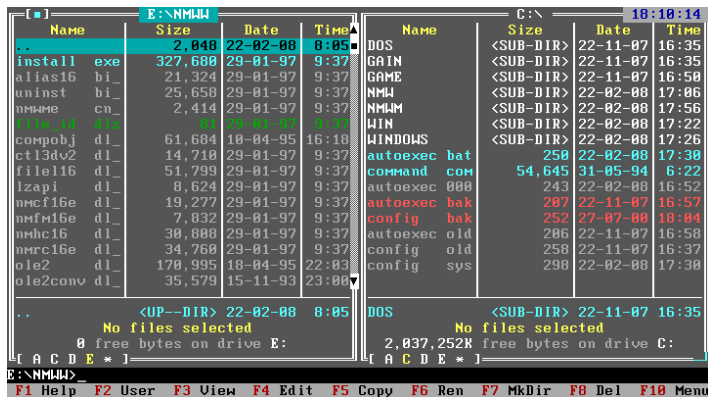 [■] E:\NMWW C:\ 18:10:14
Name Size Date Time Name Size Date Time
.. 2,048 22-02-08 8:05 DOS <SUB-DIR> 22-11-07 16:35
install exe 327,680 29-01-97 9:37 GAIN <SUB-DIR> 22-11-07 16:35
alias16 bi_ 21,324 29-01-97 9:37 GAME <SUB-DIR> 22-11-07 16:50
uninst bi_ 25,658 29-01-97 9:37 NMW <SUB-DIR> 22-02-08 17:06
nmwme cn_ 2,414 29-01-97 9:37 NMWM <SUB-DIR> 22-02-08 17:56
file_id diz 81 29-01-97 9:37 WIN <SUB-DIR> 22-02-08 17:22
compobj dl_ 61,684 10-04-95 16:18 WINDOWS <SUB-DIR> 22-02-08 17:26
ctl3dv2 dl_ 14,710 29-01-97 9:37 autoexec bat 250 22-02-08 17:30
filel16 dl_ 51,799 29-01-97 9:37 command com 54,645 31-05-94 6:22
lzapi dl_ 8,624 29-01-97 9:37 autoexec 000 243 22-02-08 16:52
nmcf16e dl_ 19,277 29-01-97 9:37 autoexec bak 207 22-11-07 16:57
nmfm16e dl_ 7,832 29-01-97 9:37 config bak 252 27-07-00 18:04
nmhc16 dl_ 30,808 29-01-97 9:37 autoexec old 206 22-11-07 16:58
nmrc16e dl_ 34,760 29-01-97 9:37 config old 258 22-11-07 16:37
ole2 dl_ 170,995 18-04-95 22:03 config sys 298 22-02-08 17:30
ole2conv dl_ 35,579 15-11-93 23:00
.. <UP--DIR> 22-02-08 8:05 DOS <SUB-DIR> 22-11-07 16:35
No files selected No files selected
0 free bytes on drive E: 2,037,252K free bytes on drive C:
[ A C D E * ] [ A C D E * ]
E:\NMWW>_
F1 Help F2 User F3 View F4 Edit F5 Copy F6 Ren F7 MkDir F8 Del F10 Menu